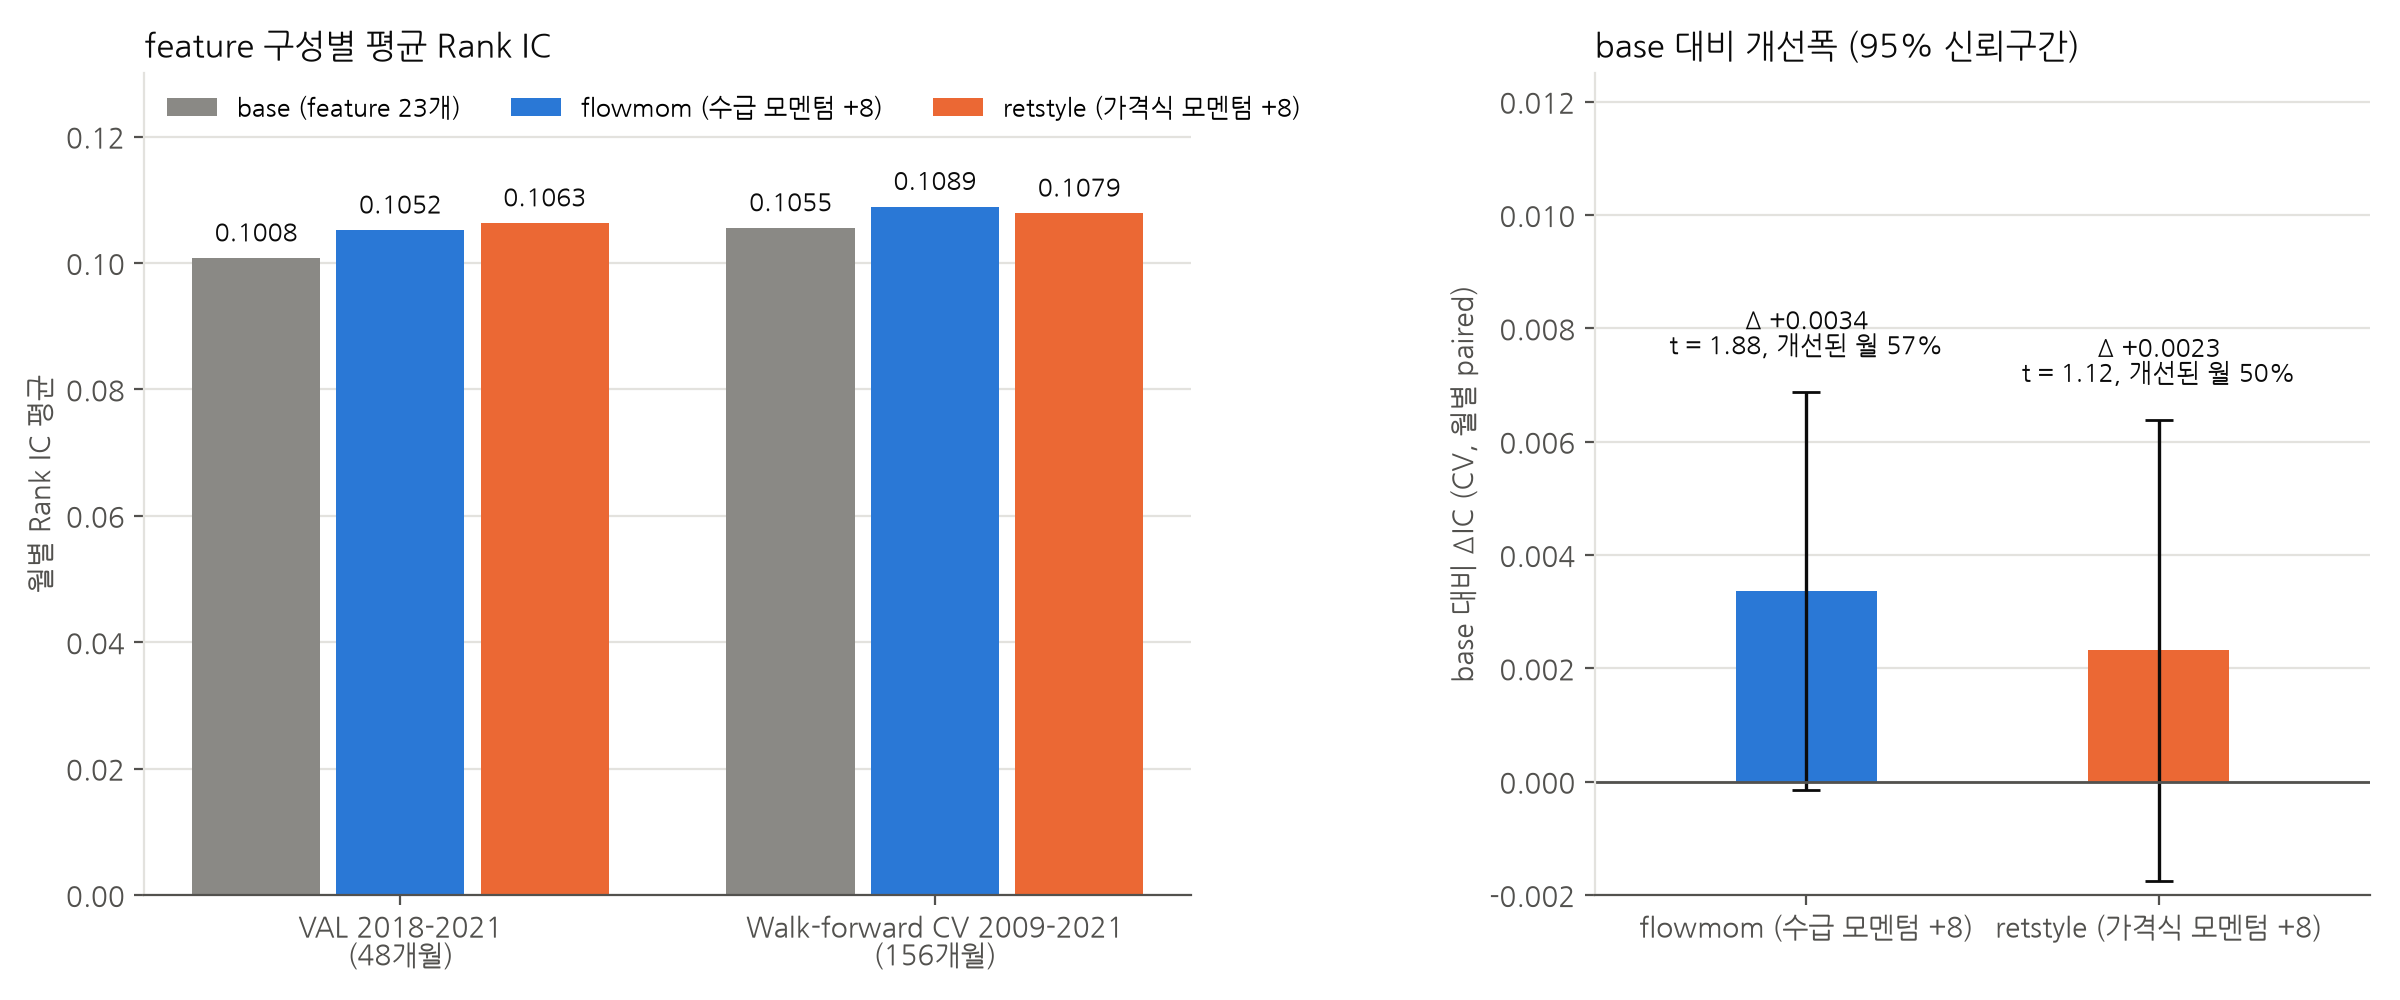 feature 구성별 평균 Rank IC
base (feature 23개)
flowmom (수급 모멘텀 +8)
retstyle (가격식 모멘텀 +8)
월별 Rank IC 평균
0.12
0.10
0.08
0.06
0.04
0.02
0.00
0.1008
0.1052
0.1063
0.1055
0.1089
0.1079
VAL 2018-2021
(48개월)
Walk-forward CV 2009-2021
(156개월)
base 대비 개선폭 (95% 신뢰구간)
base 대비 ΔIC (CV, 월별 paired)
0.012
0.010
0.008
0.006
0.004
0.002
0.000
-0.002
Δ +0.0034
t = 1.88, 개선된 월 57%
Δ +0.0023
t = 1.12, 개선된 월 50%
flowmom (수급 모멘텀 +8)
retstyle (가격식 모멘텀 +8)